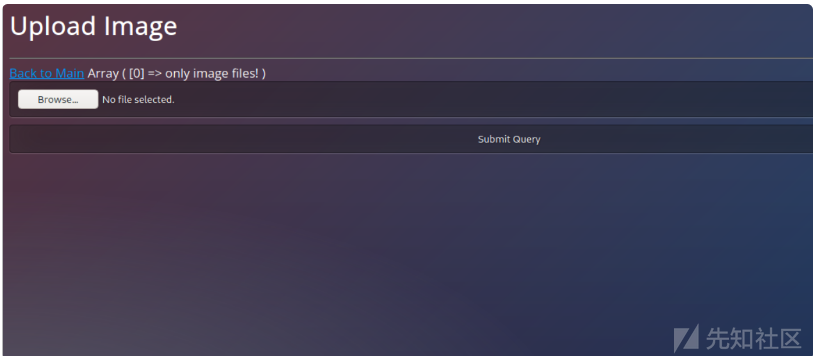 Upload Image
Back to Main Array ( [0] => only image files! )
Browse... No file selected.
Submit Query
先知社区